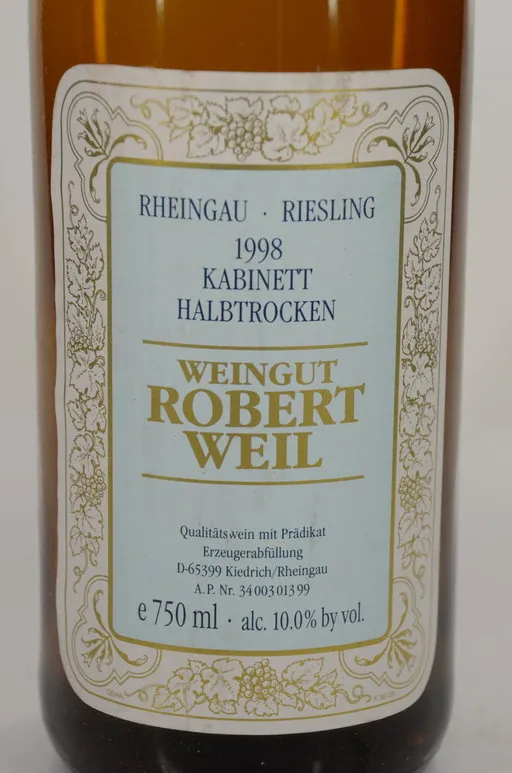 RHEINGAU · RIESLING
1998
KABINETT
HALBTROCKEN
WEINGUT
ROBERT
WEIL
Qualitätswein mit Prädikat
Erzeugerabfüllung
D-65399 Kiedrich/Rheingau
A. P. Nr. 34 003 013 99
e 750 ml · alc. 10.0% by vol.